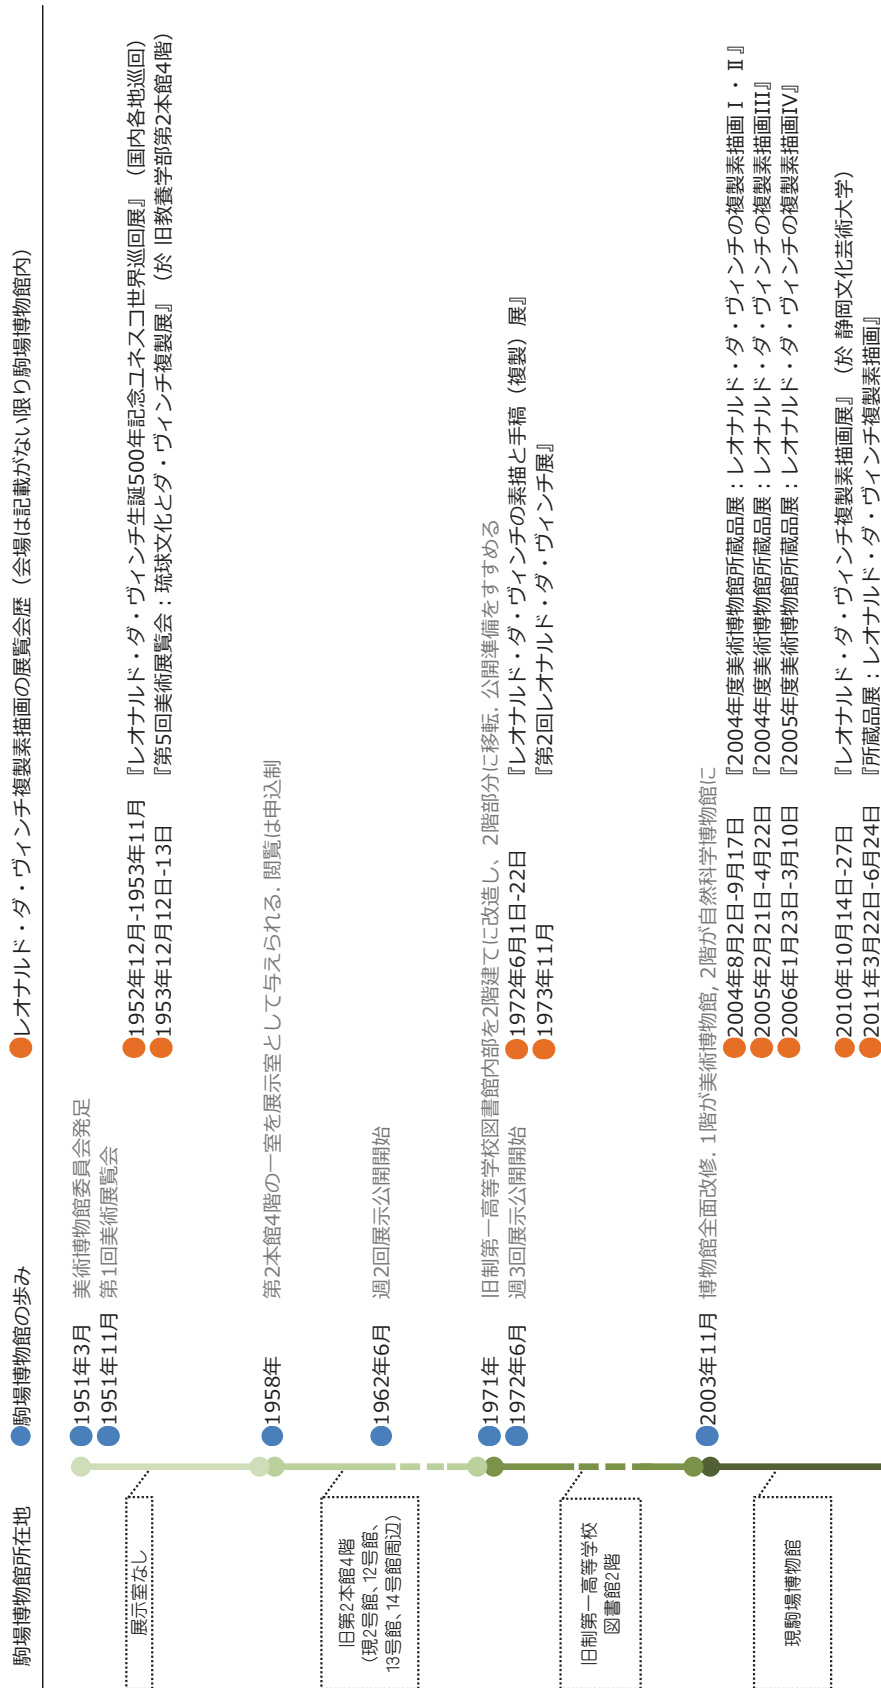 駒場博物館所在地
●駒場博物館の歩み
●レオナルド・ダ・ヴィンチ複製素描画の展覧会歴（会場は記載がない限り駒場博物館内）
展示室なし
旧第2本館4階
（現2号館、12号館、
13号館、14号館周辺）
旧制第一高等学校
図書館2階
現駒場博物館
●1951年3月 美術博物館委員会発足
●1951年11月 第1回美術展覧会
●1952年12月-1953年11月 『レオナルド・ダ・ヴィンチ生誕500年記念ユネスコ世界巡回展』（国内各地巡回）
●1953年12月12日-13日 『第5回美術展覧会：琉球文化とダ・ヴィンチ複製展』（於 旧教養学部第2本館4階）
●1958年 第2本館4階の一室を展示室として与えられる. 閲覧は申込制
●1962年6月 週2回展示公開開始
●1971年 旧制第一高等学校図書館内部を2階建てに改造し、2階部分に移転. 公開準備をすすめる
●1972年6月 週3回展示公開開始
●1972年6月1日-22日 『レオナルド・ダ・ヴィンチの素描と手稿（複製）展』
●1973年11月 『第2回レオナルド・ダ・ヴィンチ展』
●2003年11月 博物館全面改修. 1階が美術博物館, 2階が自然科学博物館に
●2004年8月2日-9月17日 『2004年度美術博物館所蔵品展：レオナルド・ダ・ヴィンチの複製素描画Ⅰ・Ⅱ』
●2005年2月21日-4月22日 『2004年度美術博物館所蔵品展：レオナルド・ダ・ヴィンチの複製素描画III』
●2006年1月23日-3月10日 『2005年度美術博物館所蔵品展：レオナルド・ダ・ヴィンチの複製素描画IV』
●2010年10月14日-27日 『レオナルド・ダ・ヴィンチ複製素描画展』（於 静岡文化芸術大学）
●2011年3月22日-6月24日 『所蔵品展：レオナルド・ダ・ヴィンチ複製素描画』